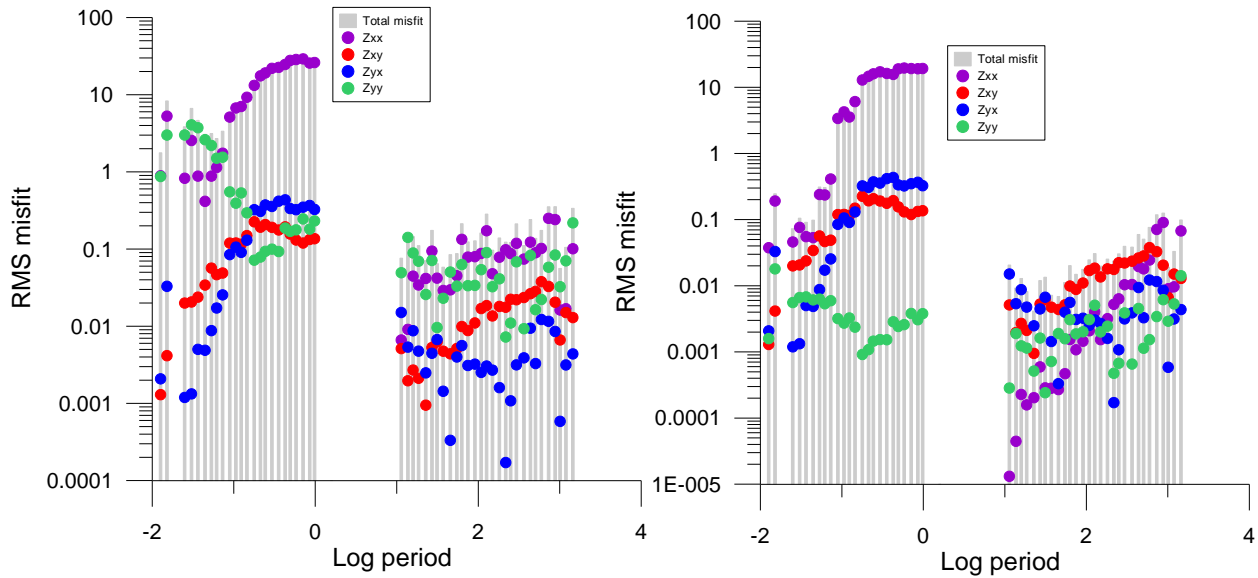 100
10
1
0.1
0.01
0.001
0.0001
RMS misfit
-2
0
2
4
Log period
Total misfit
Zxx
Zxy
Zyx
Zyy
100
10
1
0.1
0.01
0.001
0.0001
1E-005
RMS misfit
-2
0
2
4
Log period
Total misfit
Zxx
Zxy
Zyx
Zyy